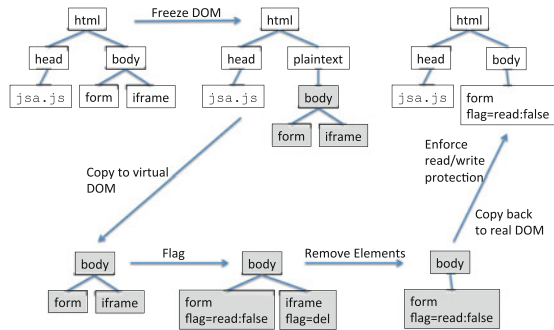 html
Freeze DOM
html
html
head
body
head
plaintext
head
body
jsa.js
form
iframe
jsa.js
body
jsa.js
form
flag=read:false
form
iframe
Copy to virtual
DOM
Enforce
read/write
protection
Copy back
to real DOM
body
Flag
body
Remove Elements
body
form
iframe
form
flag=read:false
iframe
flag=del
form
flag=read:false